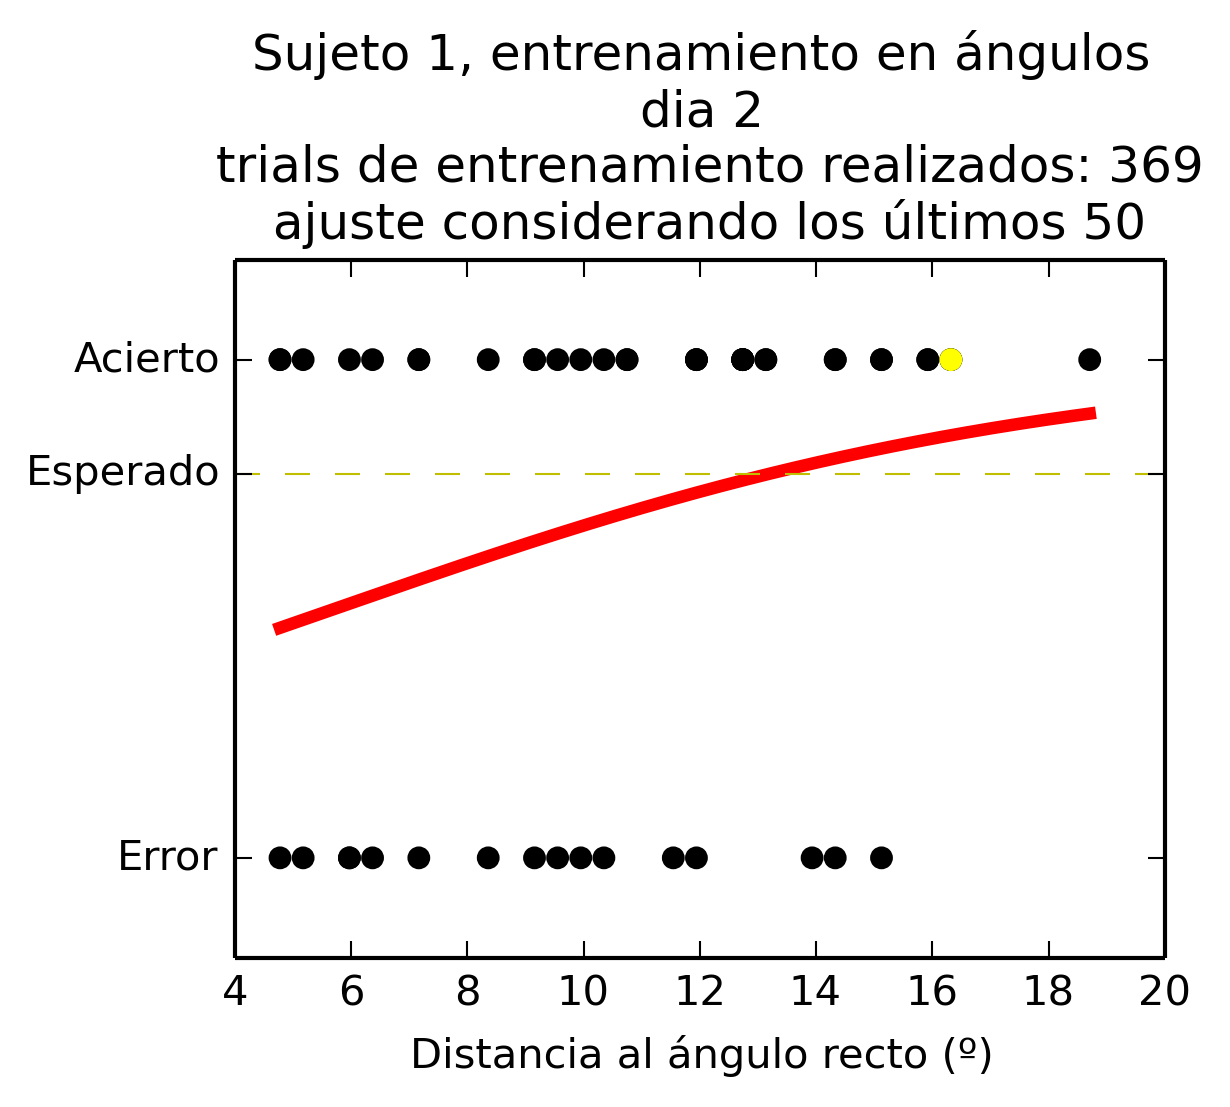 Sujeto 1, entrenamiento en ángulos
dia 2
trials de entrenamiento realizados: 369
ajuste considerando los últimos 50
Acierto
Esperado
Error
4 6 8 10 12 14 16 18 20
Distancia al ángulo recto (º)